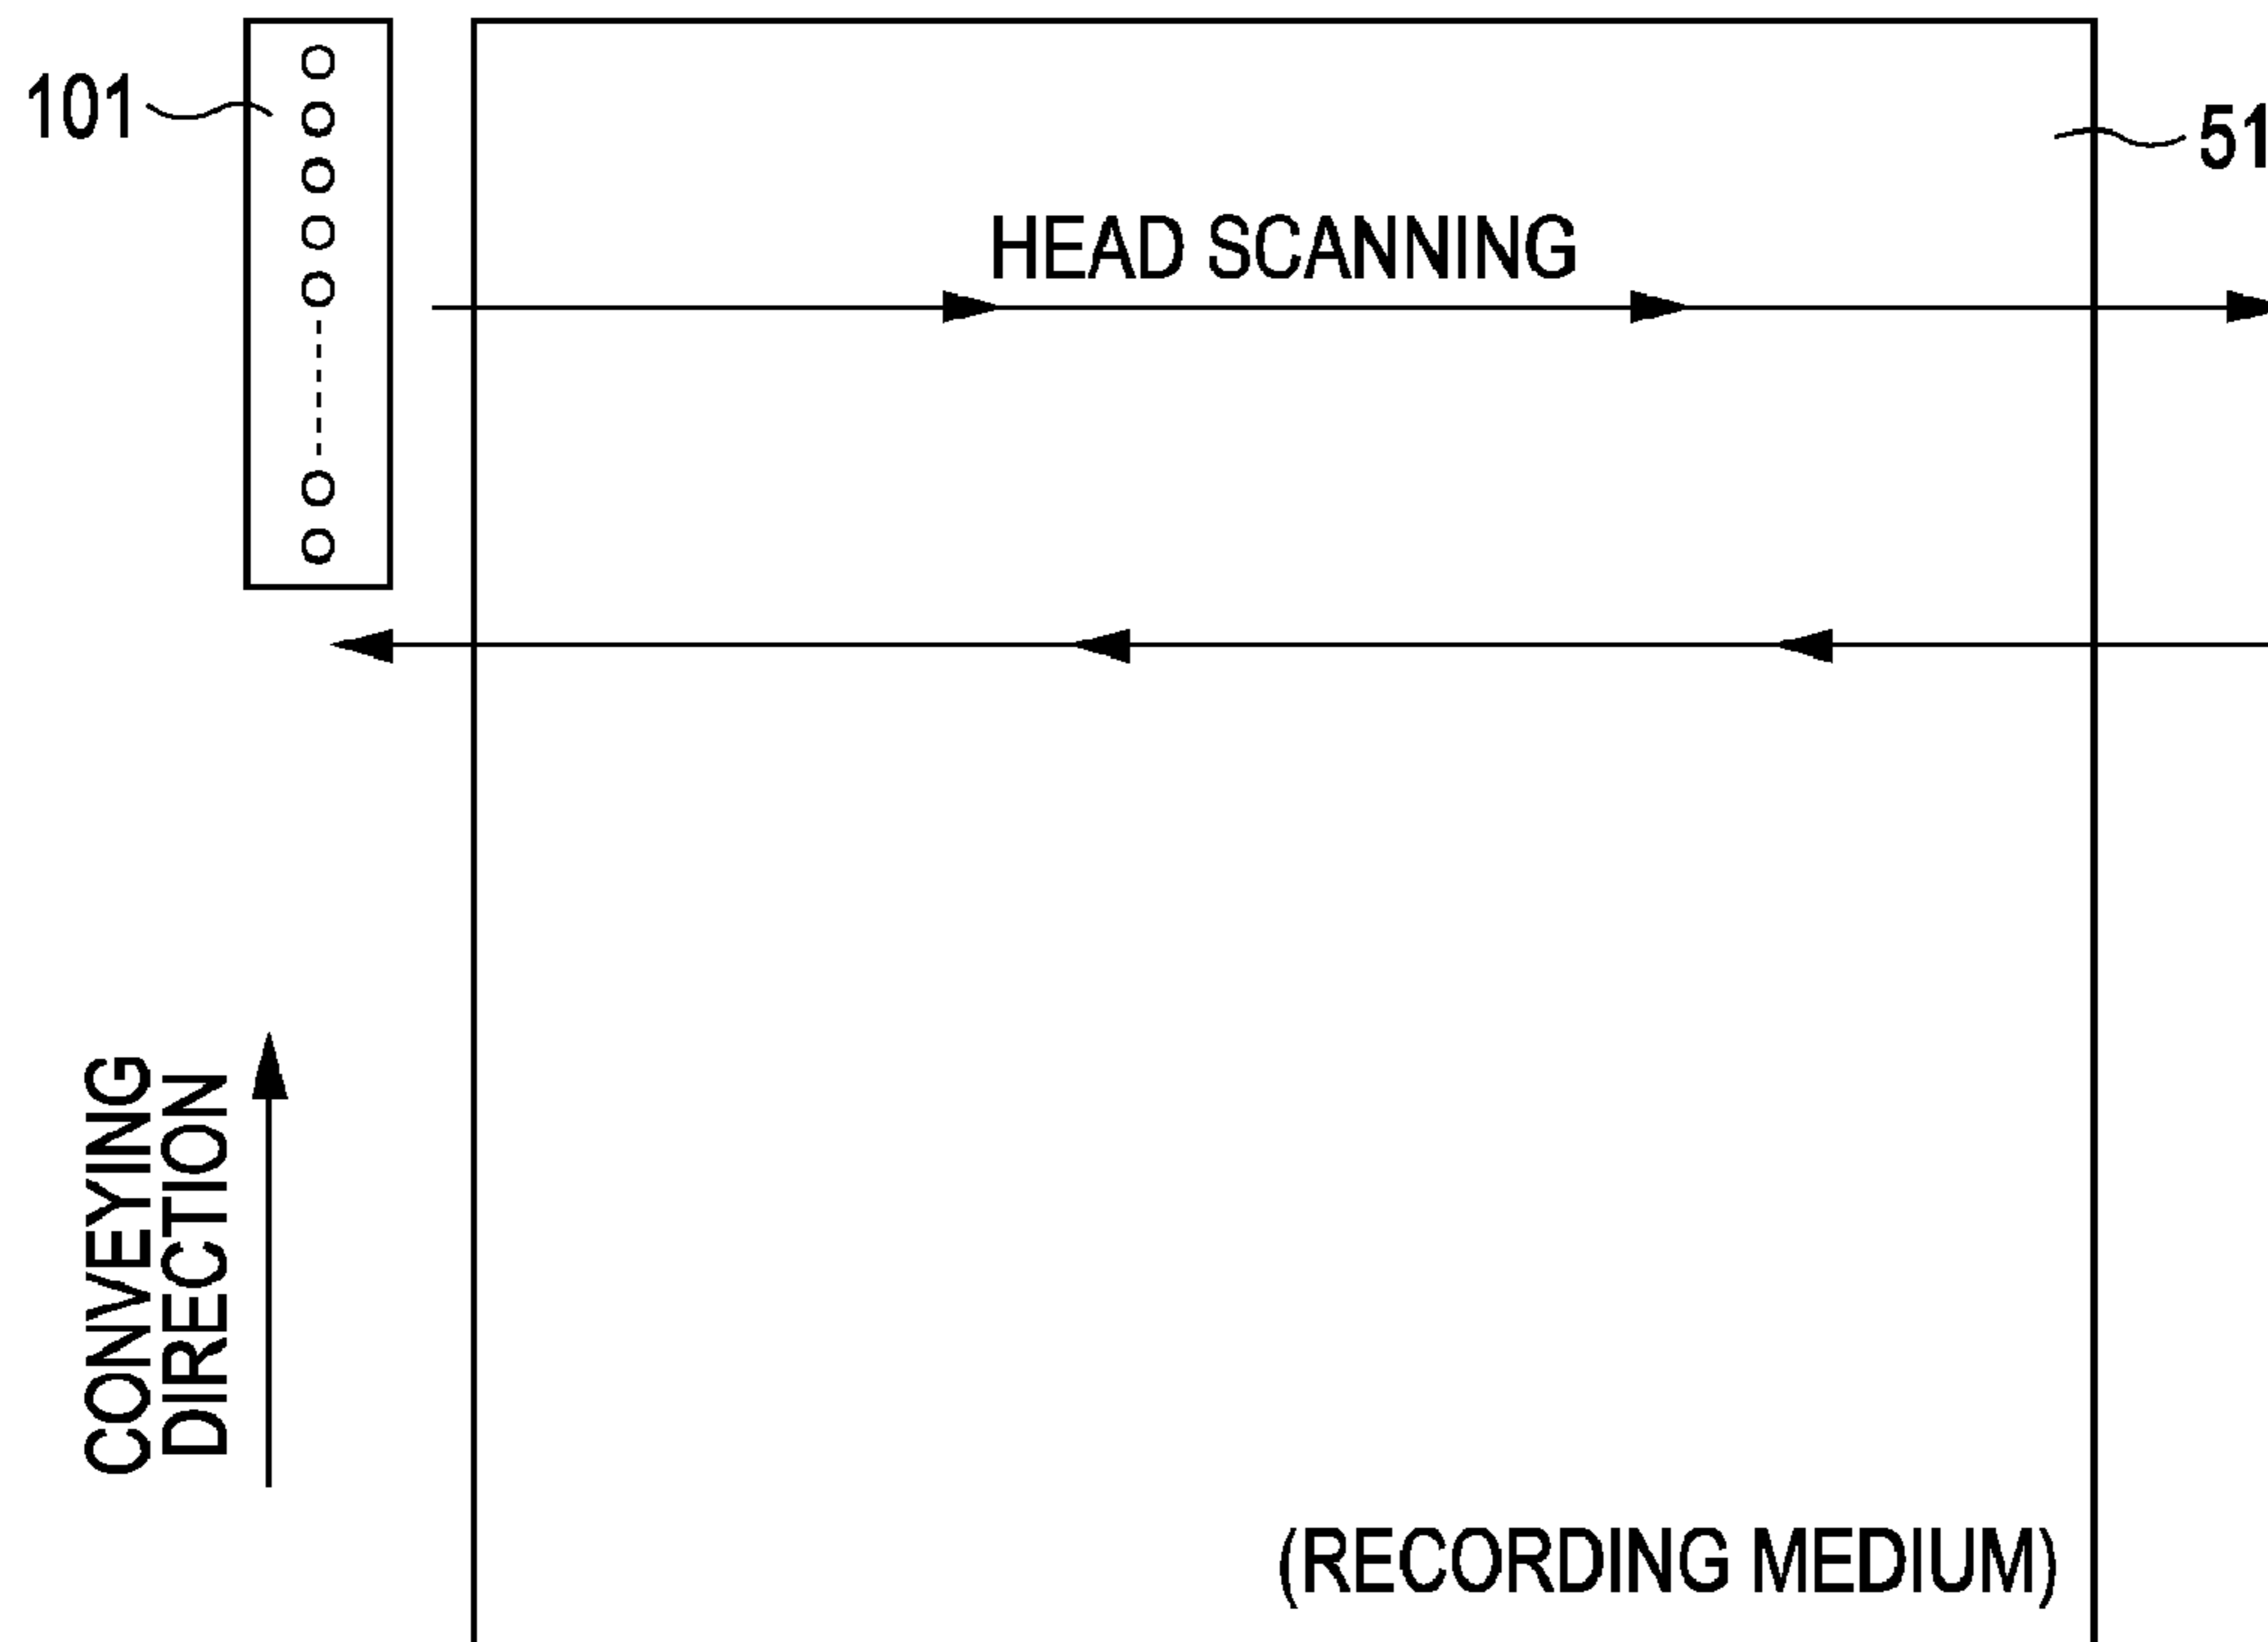 101
51
HEAD SCANNING
CONVEYING
DIRECTION
(RECORDING MEDIUM)